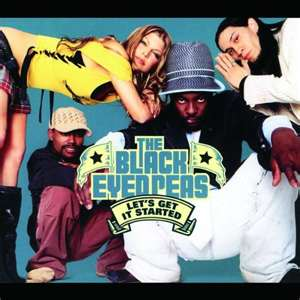 THE
BLACK
EYED PEAS
LET'S GET
IT STARTED